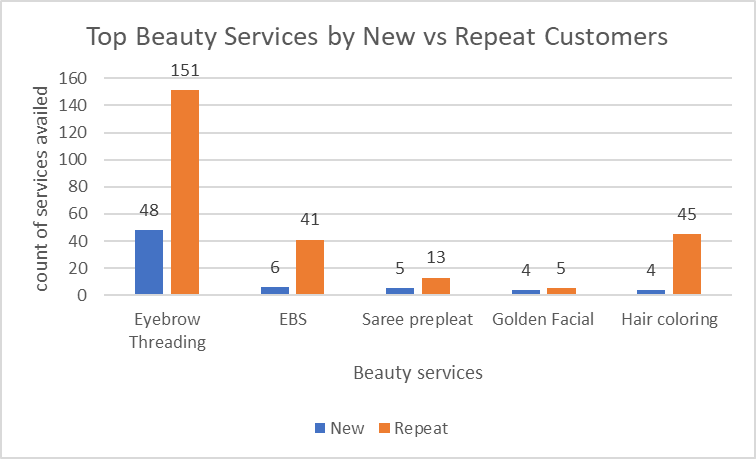 Top Beauty Services by New vs Repeat Customers
count of services availed
160
140
120
100
80
60
40
20
0
48
151
6
41
5
13
4
5
4
45
Eyebrow
Threading
EBS
Saree prepleat
Golden Facial
Hair coloring
Beauty services
New
Repeat